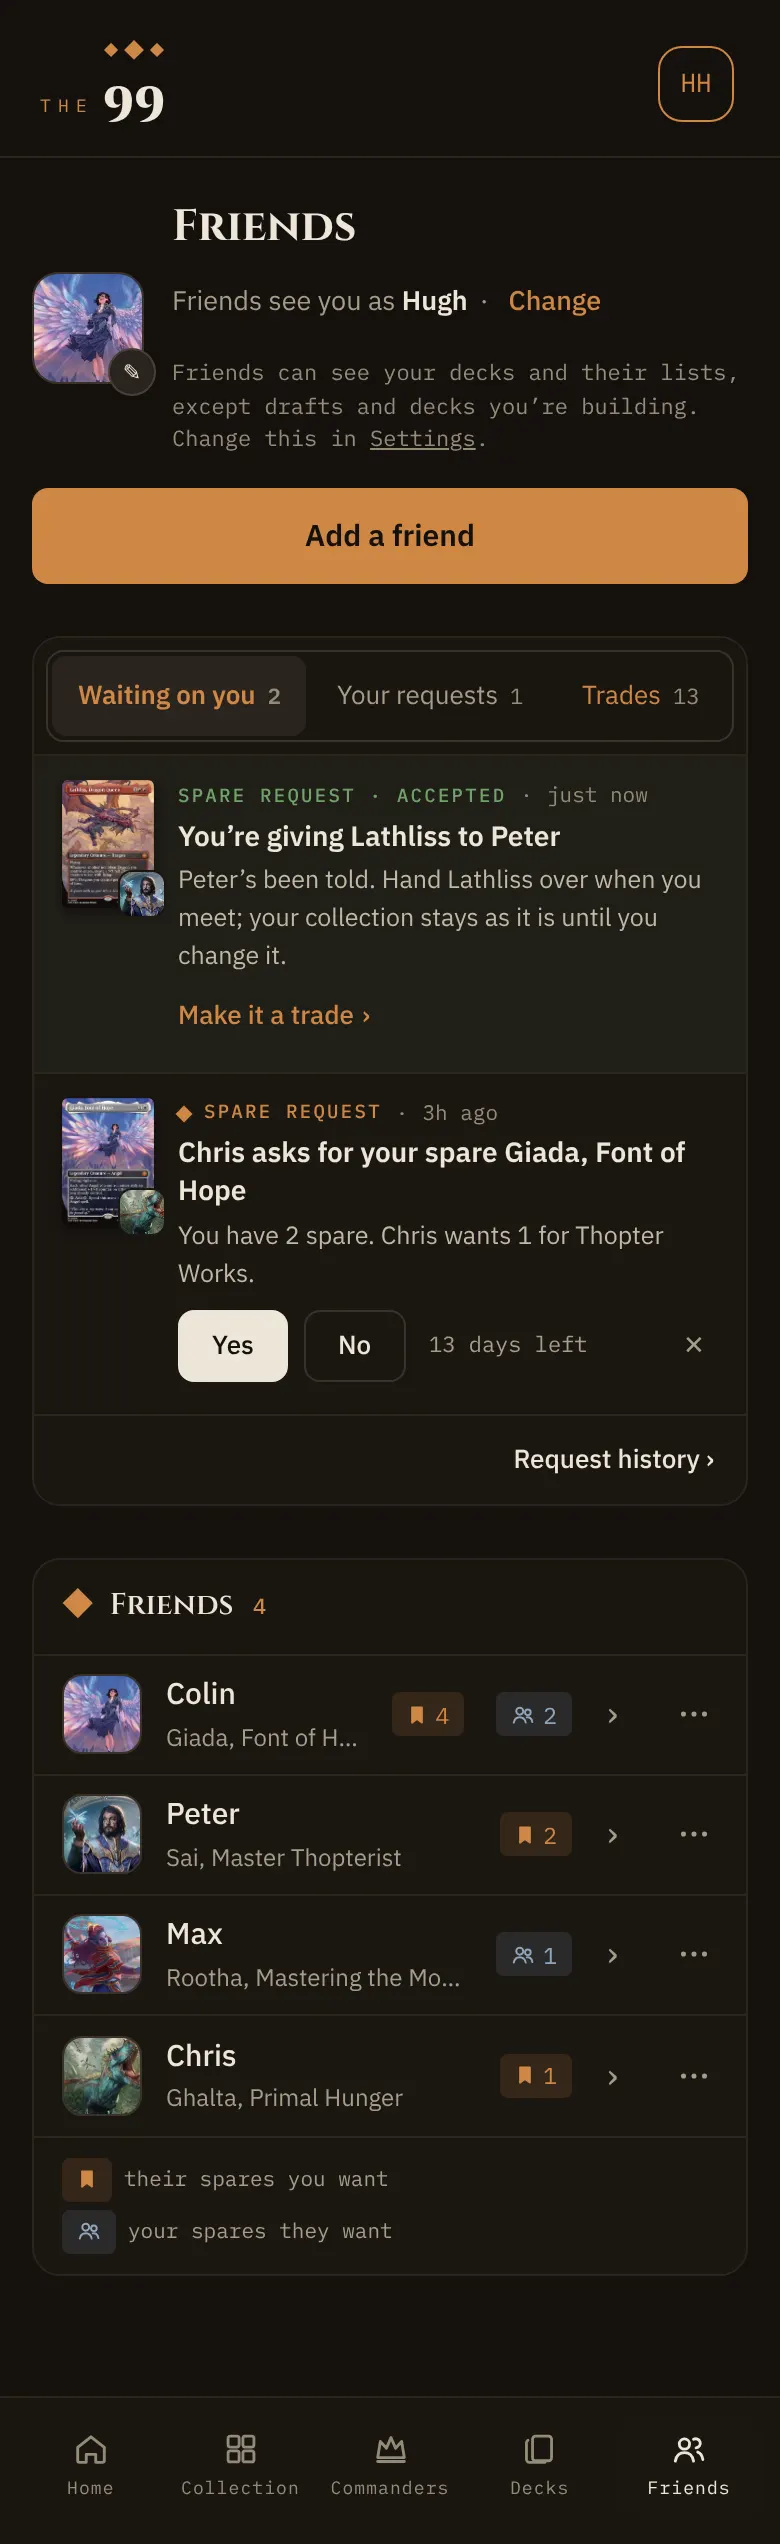 THE 99
HH
Friends
Friends see you as Hugh · Change
Friends can see your decks and their lists,
except drafts and decks you’re building.
Change this in Settings.
Add a friend
Waiting on you 2 Your requests 1 Trades 13
SPARE REQUEST · ACCEPTED · just now
You’re giving Lathliss to Peter
Peter’s been told. Hand Lathliss over when you
meet; your collection stays as it is until you
change it.
Make it a trade ›
SPARE REQUEST · 3h ago
Chris asks for your spare Giada, Font of
Hope
You have 2 spare. Chris wants 1 for Thopter
Works.
Yes No 13 days left ✕
Request history ›
Friends 4
Colin
Giada, Font of H... 4 2 › ···
Peter
Sai, Master Thopterist 2 › ···
Max
Rootha, Mastering the Mo... 1 › ···
Chris
Ghalta, Primal Hunger 1 › ···
their spares you want
your spares they want
Home Collection Commanders Decks Friends